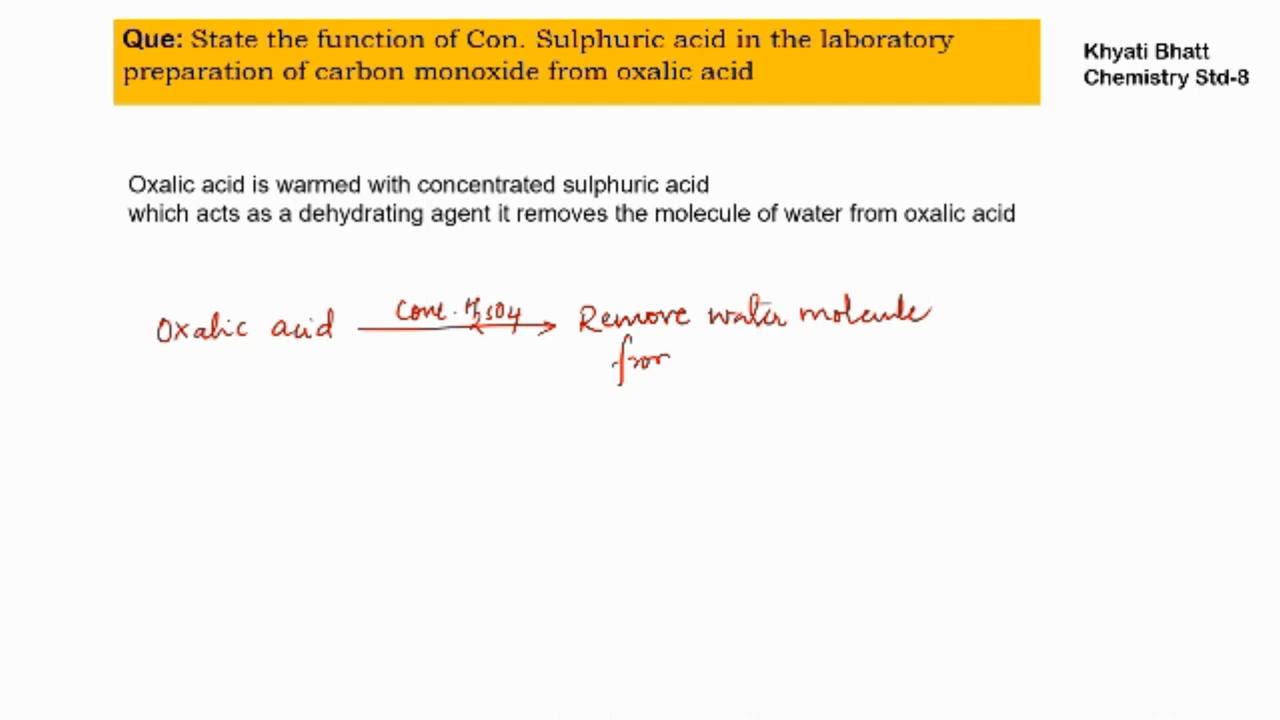 Que: State the function of Con. Sulphuric acid in the laboratory
preparation of carbon monoxide from oxalic acid
Khyati Bhatt
Chemistry Std-8
Oxalic acid is warmed with concentrated sulphuric acid
which acts as a dehydrating agent it removes the molecule of water from oxalic acid
Oxalic acid Conc. H2SO4 Remove water molecule
from